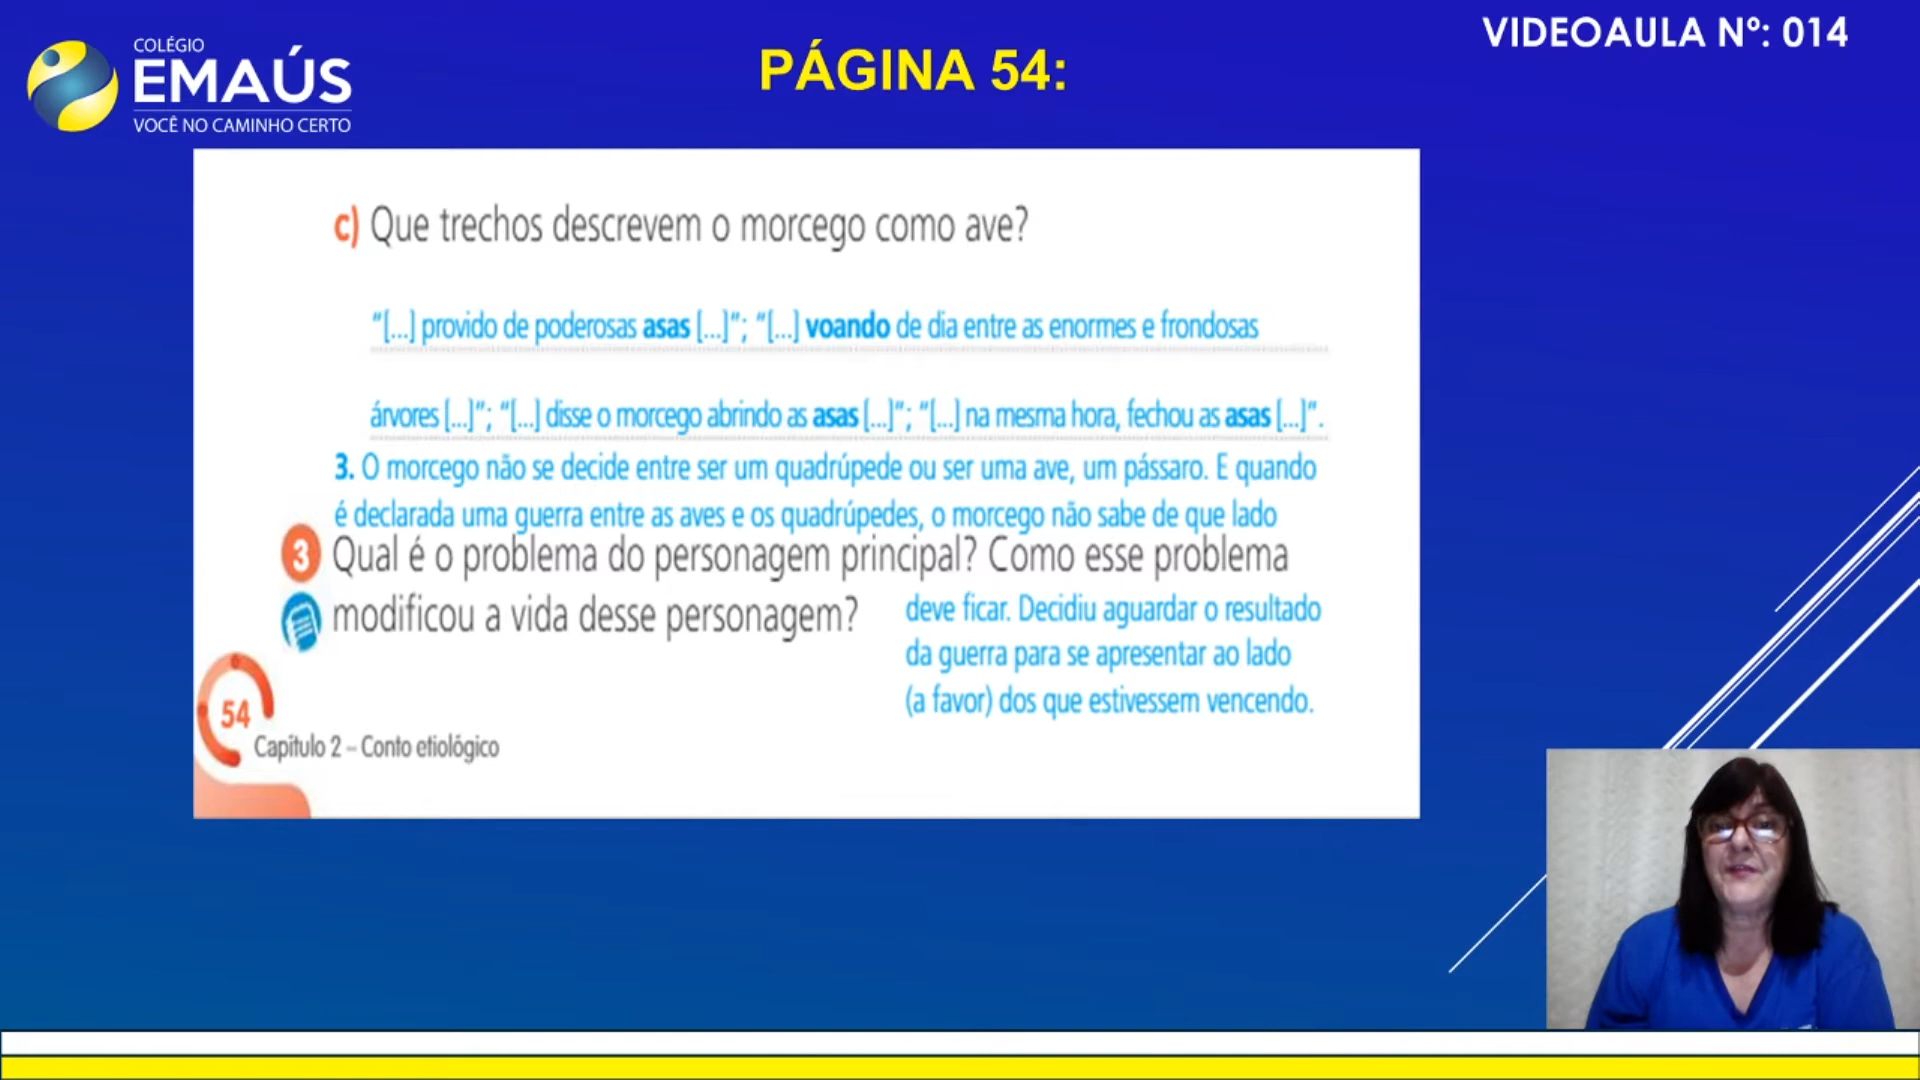 COLÉGIO
EMAÚS
VOCÊ NO CAMINHO CERTO
PÁGINA 54:
VIDEOAULA Nº: 014
c) Que trechos descrevem o morcego como ave?
“[...] provido de poderosas asas [...]”; “[...] voando de dia entre as enormes e frondosas
árvores [...]”; “[...] disse o morcego abrindo as asas [...]”; “[...] na mesma hora, fechou as asas [...]”.
3. O morcego não se decide entre ser um quadrúpede ou ser uma ave, um pássaro. E quando
é declarada uma guerra entre as aves e os quadrúpedes, o morcego não sabe de que lado
3 Qual é o problema do personagem principal? Como esse problema
modificou a vida desse personagem?
deve ficar. Decidiu aguardar o resultado
da guerra para se apresentar ao lado
(a favor) dos que estivessem vencendo.
54
Capítulo 2 – Conto etiológico